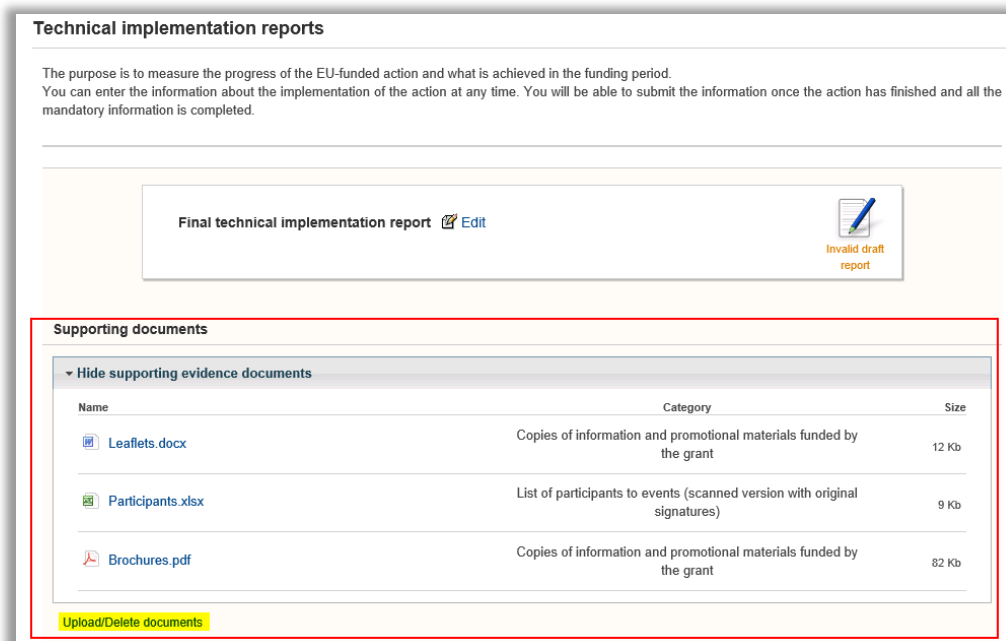 Technical implementation reports
The purpose is to measure the progress of the EU-funded action and what is achieved in the funding period.
You can enter the information about the implementation of the action at any time. You will be able to submit the information once the action has finished and all the
mandatory information is completed.
Final technical implementation report Edit
Invalid draft
report
Supporting documents
Hide supporting evidence documents
Name Category Size
Leaflets.docx Copies of information and promotional materials funded by
the grant 12 Kb
Participants.xlsx List of participants to events (scanned version with original
signatures) 9 Kb
Brochures.pdf Copies of information and promotional materials funded by
the grant 82 Kb
Upload/Delete documents